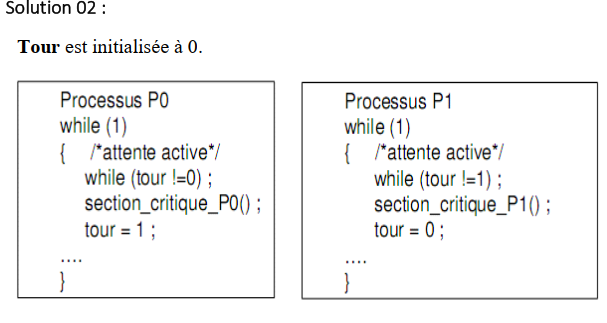 Solution 02 :
Tour est initialisée à 0.
Processus P0
while (1)
{ /*attente active*/
while (tour !=0) ;
section_critique_P0() ;
tour = 1 ;
....
}
Processus P1
while (1)
{ /*attente active*/
while (tour !=1) ;
section_critique_P1() ;
tour = 0 ;
....
}